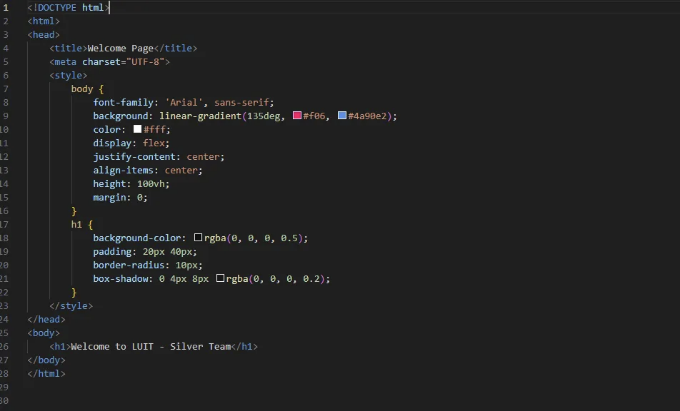 1 <!DOCTYPE html>
2 <html>
3 <head>
4 <title>Welcome Page</title>
5 <meta charset="UTF-8">
6 <style>
7 body {
8 font-family: 'Arial', sans-serif;
9 background: linear-gradient(135deg, #f06, #4a90e2);
10 color: #fff;
11 display: flex;
12 justify-content: center;
13 align-items: center;
14 height: 100vh;
15 margin: 0;
16 }
17 h1 {
18 background-color: rgba(0, 0, 0, 0.5);
19 padding: 20px 40px;
20 border-radius: 10px;
21 box-shadow: 0 4px 8px rgba(0, 0, 0, 0.2);
22 }
23 </style>
24 </head>
25 <body>
26 <h1>Welcome to LUIT - Silver Team</h1>
27 </body>
28 </html>
29
30